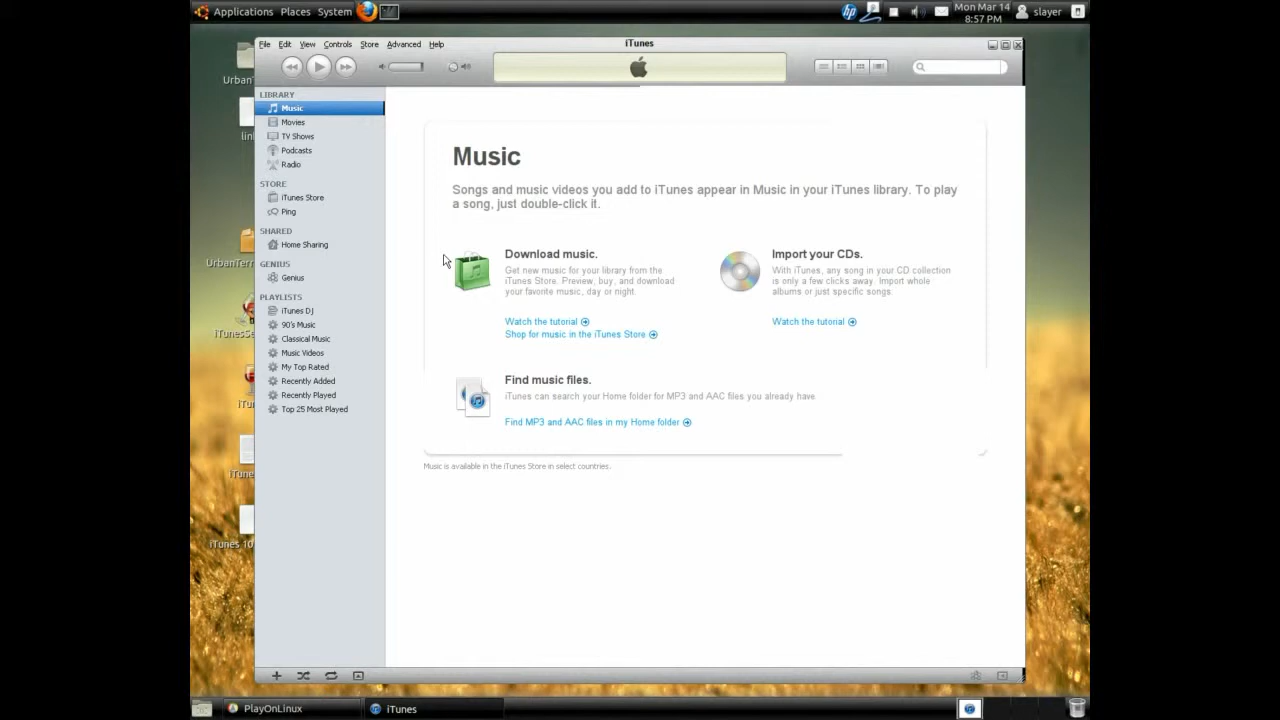 Applications Places System
Mon Mar 14
8:57 PM
slayer
File Edit View Controls Store Advanced Help
iTunes
LIBRARY
Music
Movies
TV Shows
Podcasts
Radio
STORE
iTunes Store
Ping
SHARED
Home Sharing
GENIUS
Genius
PLAYLISTS
iTunes DJ
90's Music
Classical Music
Music Videos
My Top Rated
Recently Added
Recently Played
Top 25 Most Played
Music
Songs and music videos you add to iTunes appear in Music in your iTunes library. To play
a song, just double-click it.
Download music.
Get new music for your library from the
iTunes Store. Preview, buy, and download
your favorite music, day or night.
Watch the tutorial
Shop for music in the iTunes Store
Import your CDs.
With iTunes, any song in your CD collection
is only a few clicks away. Import whole
albums or just specific songs.
Watch the tutorial
Find music files.
iTunes can search your Home folder for MP3 and AAC files you already have.
Find MP3 and AAC files in my Home folder
Music is available in the iTunes Store in select countries.
UrbanT
lin
UrbanTerr
iTunesSe
iTu
iTune
iTunes 10
PlayOnLinux
iTunes
hp